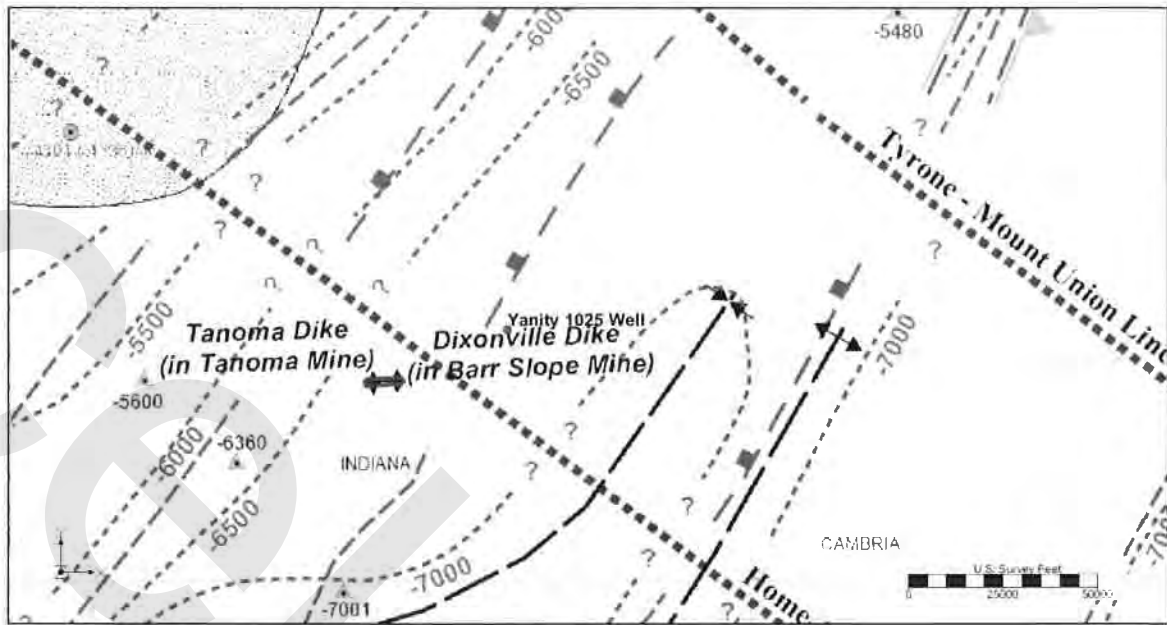 -5480
-6000
-6500
?
?
?
?
?
?
?
?
Tyrone - Mount Union Line
-5500
Tanoma Dike
(in Tanoma Mine)
Yanity 1025 Well
Dixonville Dike
(in Barr Slope Mine)
-7000
-5600
-6360
-6000
INDIANA
-6500
?
?
?
?
?
CAMBRIA
-7000
-7001
Home
U.S. Survey Feet
0
25000
50000